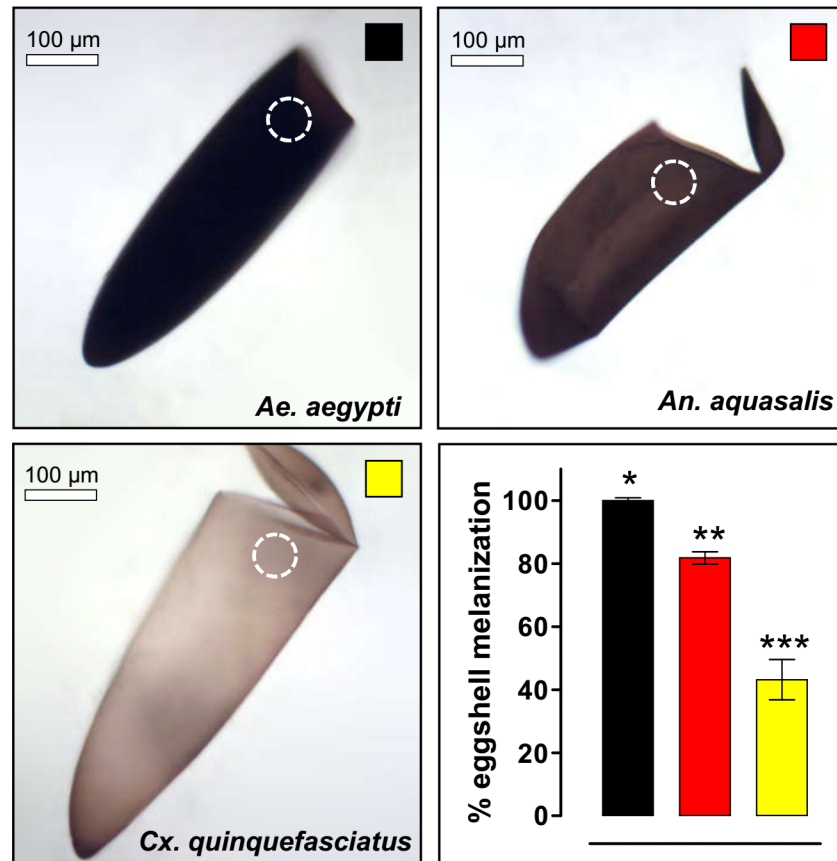 100 µm
Ae. aegypti
100 µm
An. aquasalis
100 µm
Cx. quinquefasciatus
% eggshell melanization
100
80
60
40
20
0
*
**
***